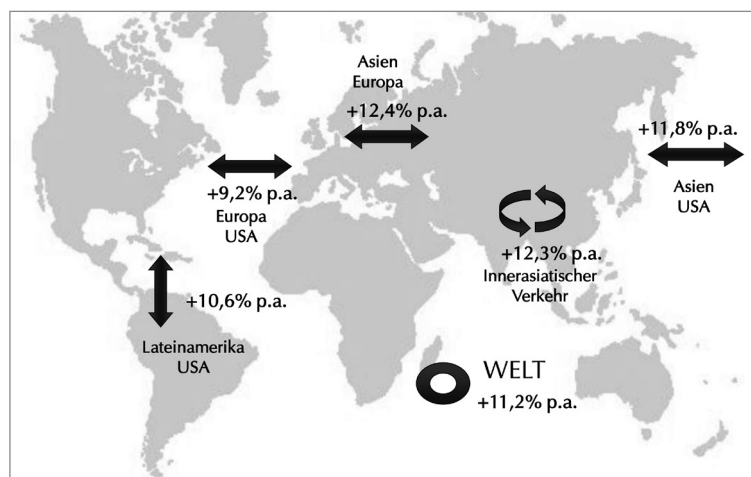 Asien
Europa
+12,4% p.a.
+11,8% p.a.
Asien
USA
+9,2% p.a.
Europa
USA
+12,3% p.a.
Innerasiatischer
Verkehr
+10,6% p.a.
Lateinamerika
USA
WELT
+11,2% p.a.